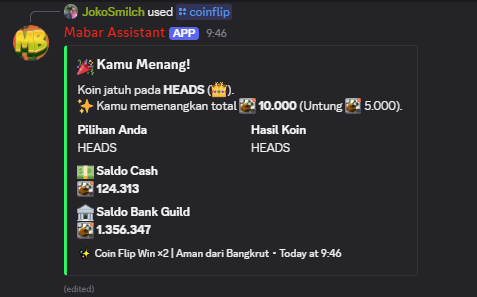 JokoSmilch used coinflip
MB
Mabar Assistant APP 9:46
🎉 Kamu Menang!
Koin jatuh pada HEADS (👑).
✨ Kamu memenangkan total 10.000 (Untung 5.000).
Pilihan Anda Hasil Koin
HEADS HEADS
💵 Saldo Cash
124.313
🏛️ Saldo Bank Guild
1.356.347
✨ Coin Flip Win ×2 | Aman dari Bangkrut • Today at 9:46
(edited)